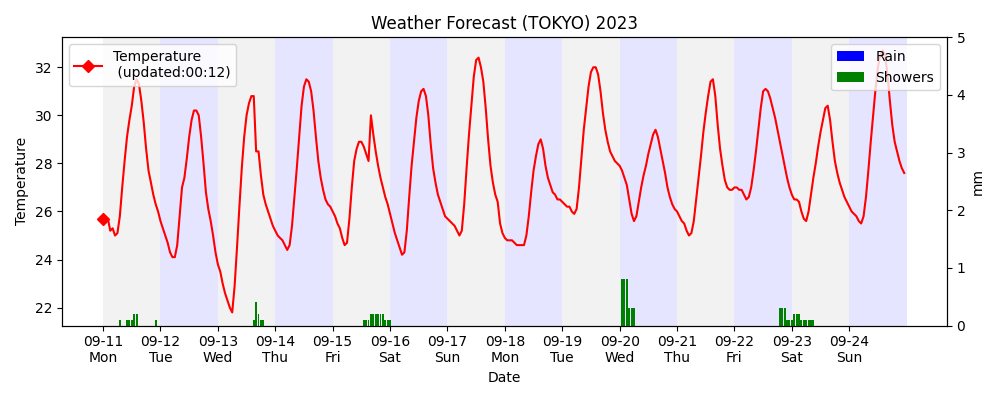 Weather Forecast (TOKYO) 2023
Temperature
(updated:00:12)
Rain
Showers
Temperature
32
30
28
26
24
22
5
4
3
2
1
0
mm
09-11 09-12 09-13 09-14 09-15 09-16 09-17 09-18 09-19 09-20 09-21 09-22 09-23 09-24
Mon Tue Wed Thu Fri Sat Sun Mon Tue Wed Thu Fri Sat Sun
Date